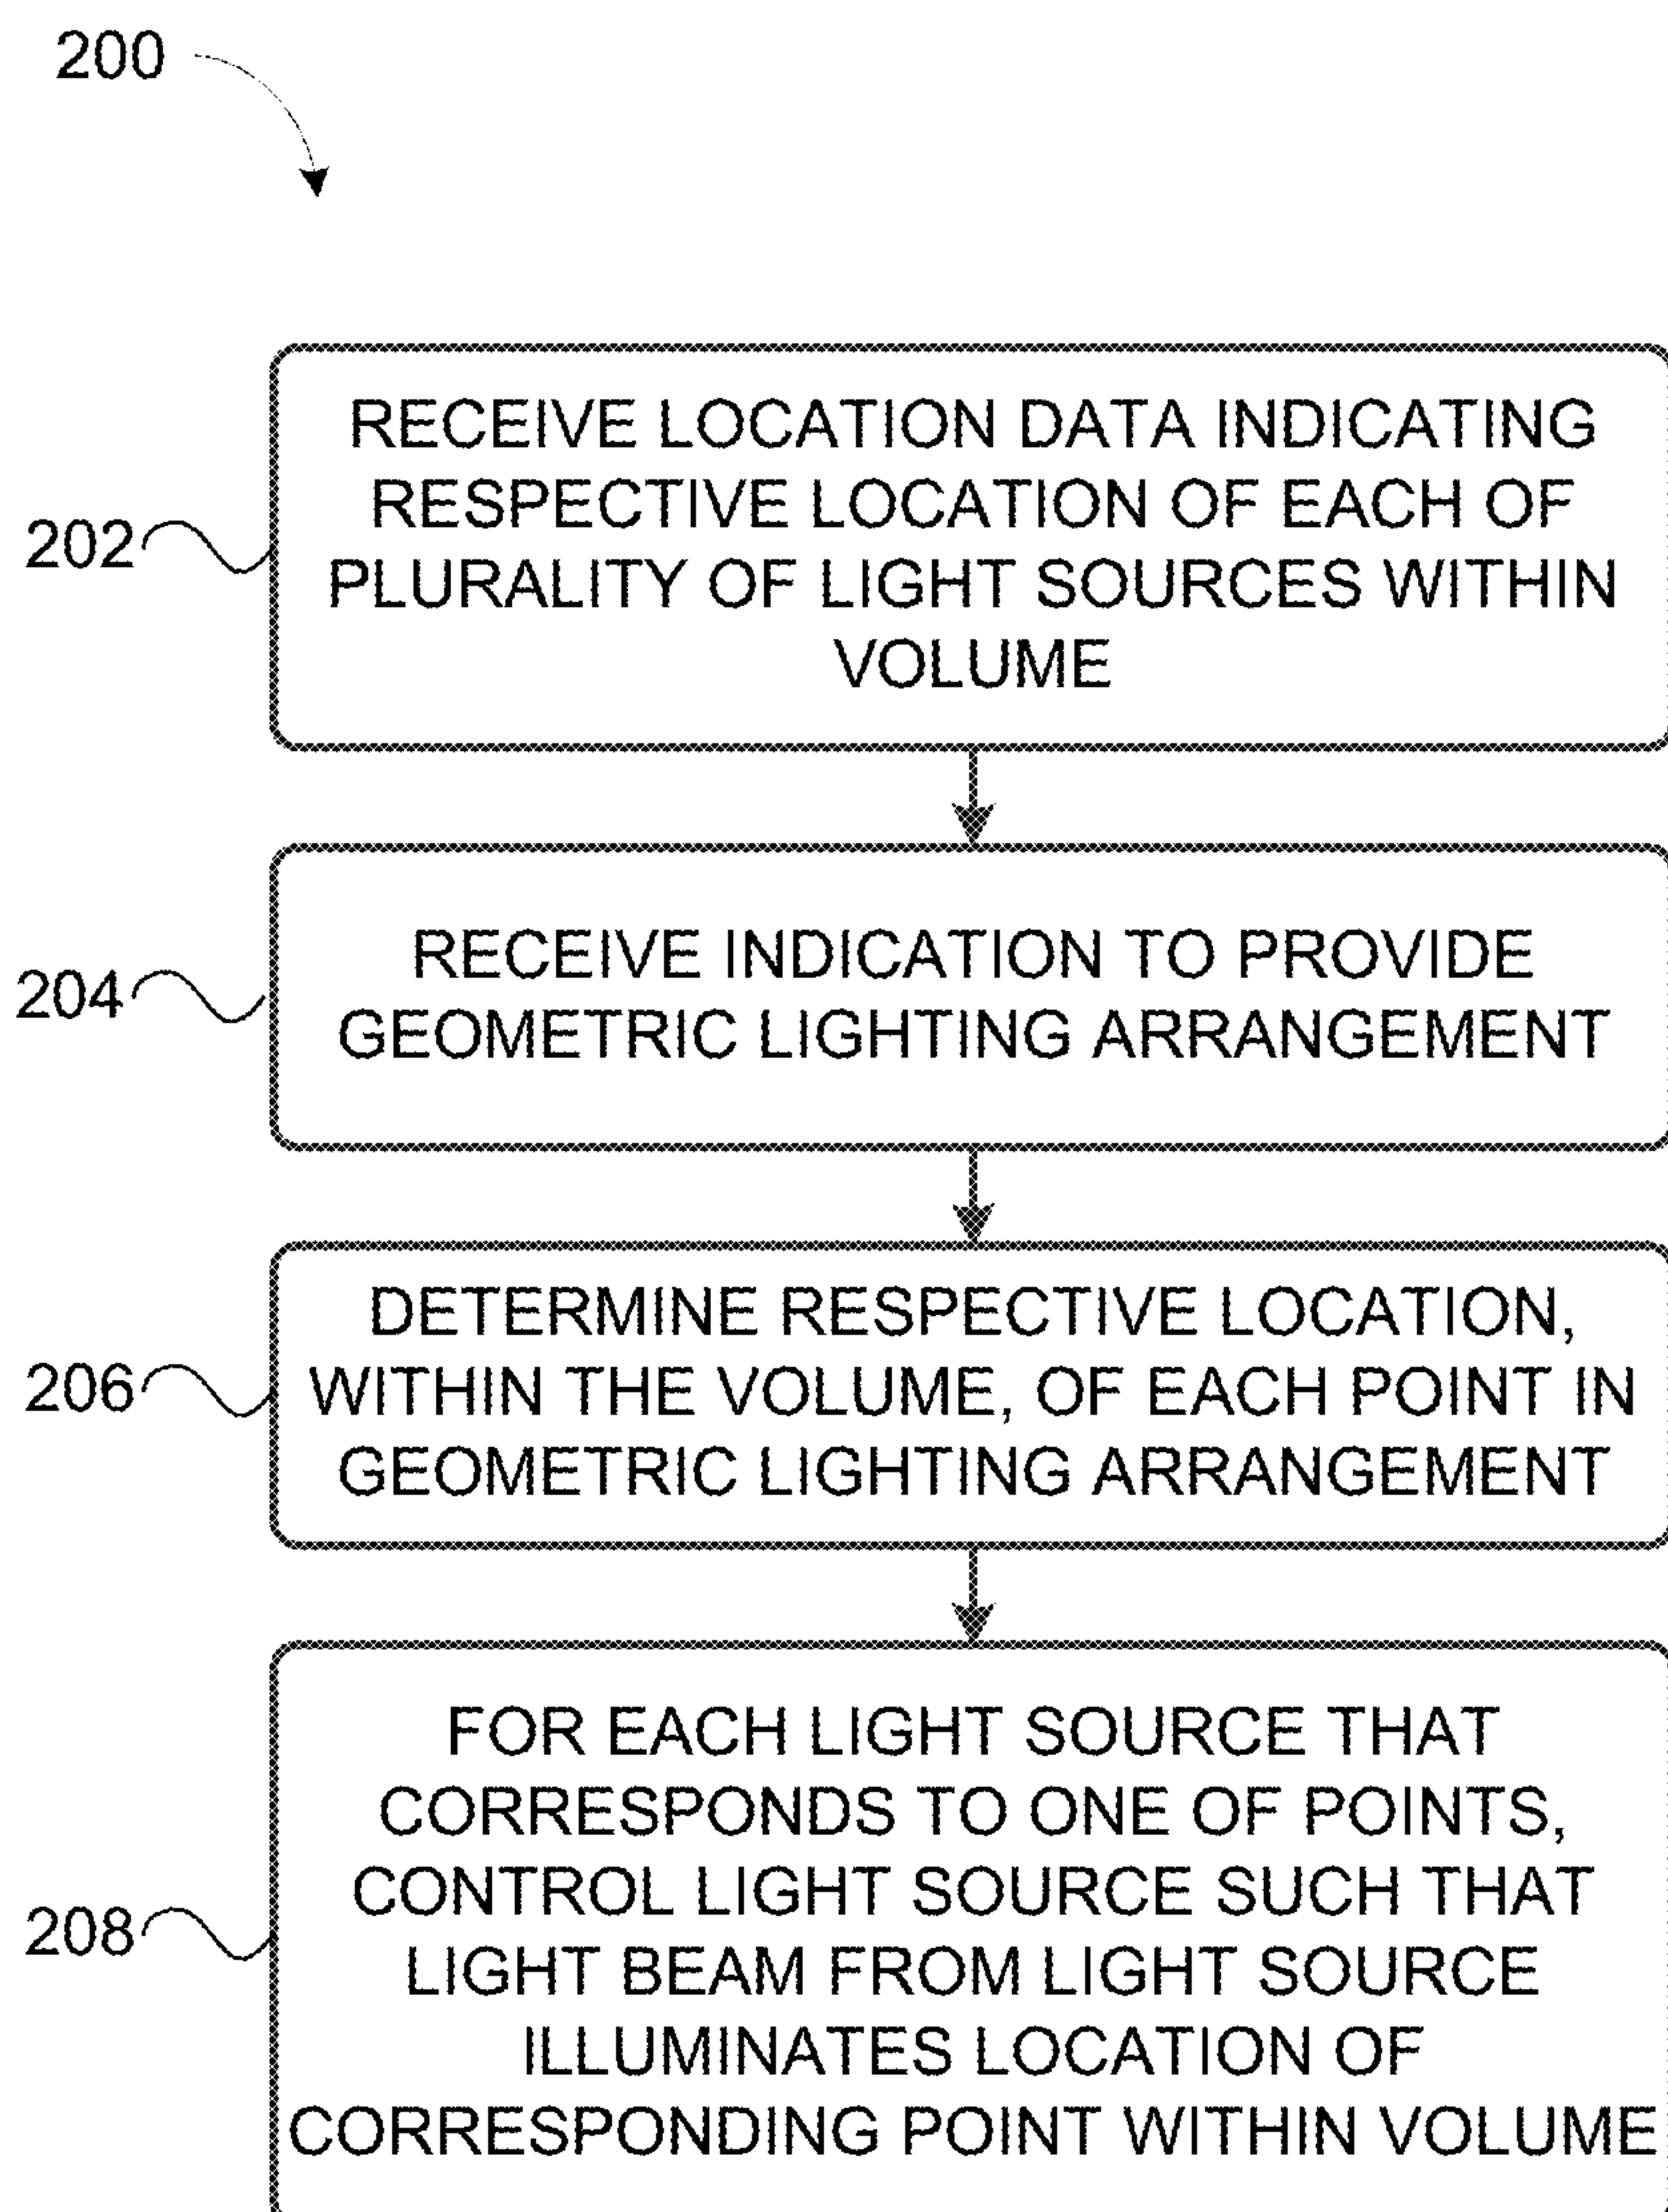 200
RECEIVE LOCATION DATA INDICATING
RESPECTIVE LOCATION OF EACH OF
202
PLURALITY OF LIGHT SOURCES WITHIN
VOLUME
RECEIVE INDICATION TO PROVIDE
204
GEOMETRIC LIGHTING ARRANGEMENT
DETERMINE RESPECTIVE LOCATION,
206
WITHIN THE VOLUME, OF EACH POINT IN
GEOMETRIC LIGHTING ARRANGEMENT
FOR EACH LIGHT SOURCE THAT
CORRESPONDS TO ONE OF POINTS,
CONTROL LIGHT SOURCE SUCH THAT
208
LIGHT BEAM FROM LIGHT SOURCE
ILLUMINATES LOCATION OF
CORRESPONDING POINT WITHIN VOLUME